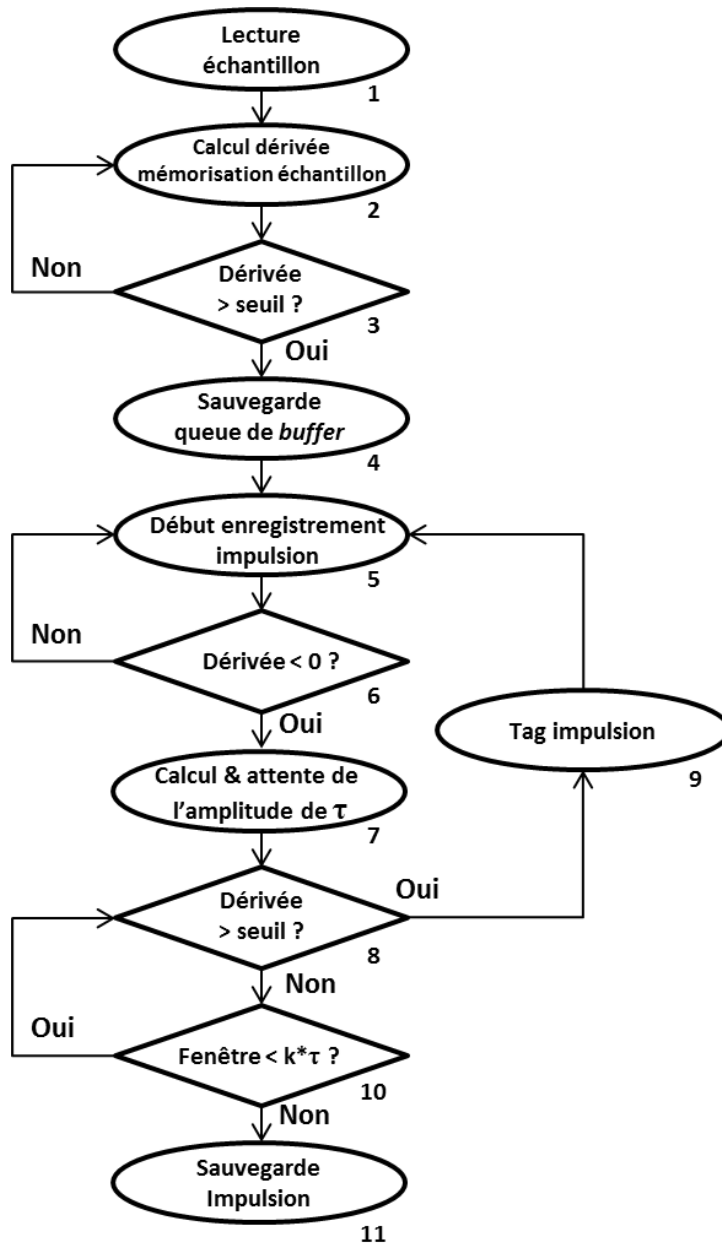 Lecture
échantillon
1
Calcul dérivée
mémorisation échantillon
2
Non
Dérivée
> seuil ?
3
Oui
Sauvegarde
queue de buffer
4
Début enregistrement
impulsion
5
Non
Dérivée < 0 ?
6
Oui
Tag impulsion
9
Calcul & attente de
l’amplitude de τ
7
Oui
Dérivée
> seuil ?
8
Non
Oui
Fenêtre < k*τ ?
10
Non
Sauvegarde
Impulsion
11